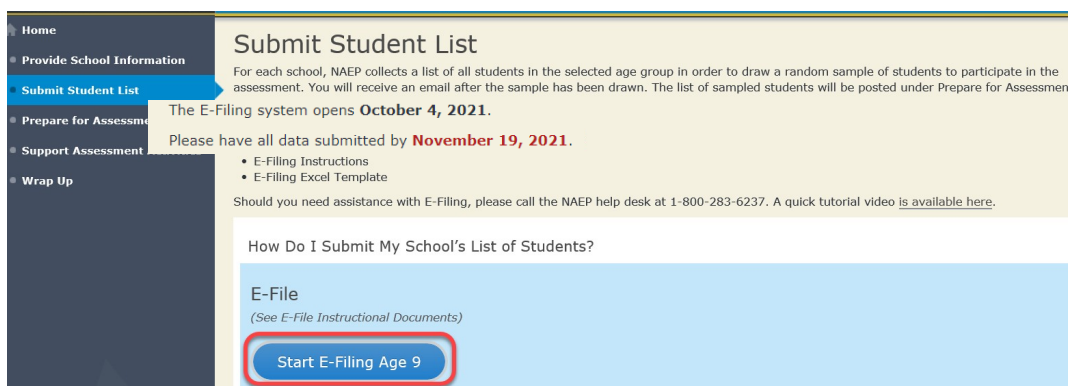 Home
Provide School Information
Submit Student List
Prepare for Assessme
Support Assessment
Wrap Up
Submit Student List
For each school, NAEP collects a list of all students in the selected age group in order to draw a random sample of students to participate in the
assessment. You will receive an email after the sample has been drawn. The list of sampled students will be posted under Prepare for Assessmen
The E-Filing system opens October 4, 2021.
Please have all data submitted by November 19, 2021.
• E-Filing Instructions
• E-Filing Excel Template
Should you need assistance with E-Filing, please call the NAEP help desk at 1-800-283-6237. A quick tutorial video is available here.
How Do I Submit My School's List of Students?
E-File
(See E-File Instructional Documents)
Start E-Filing Age 9